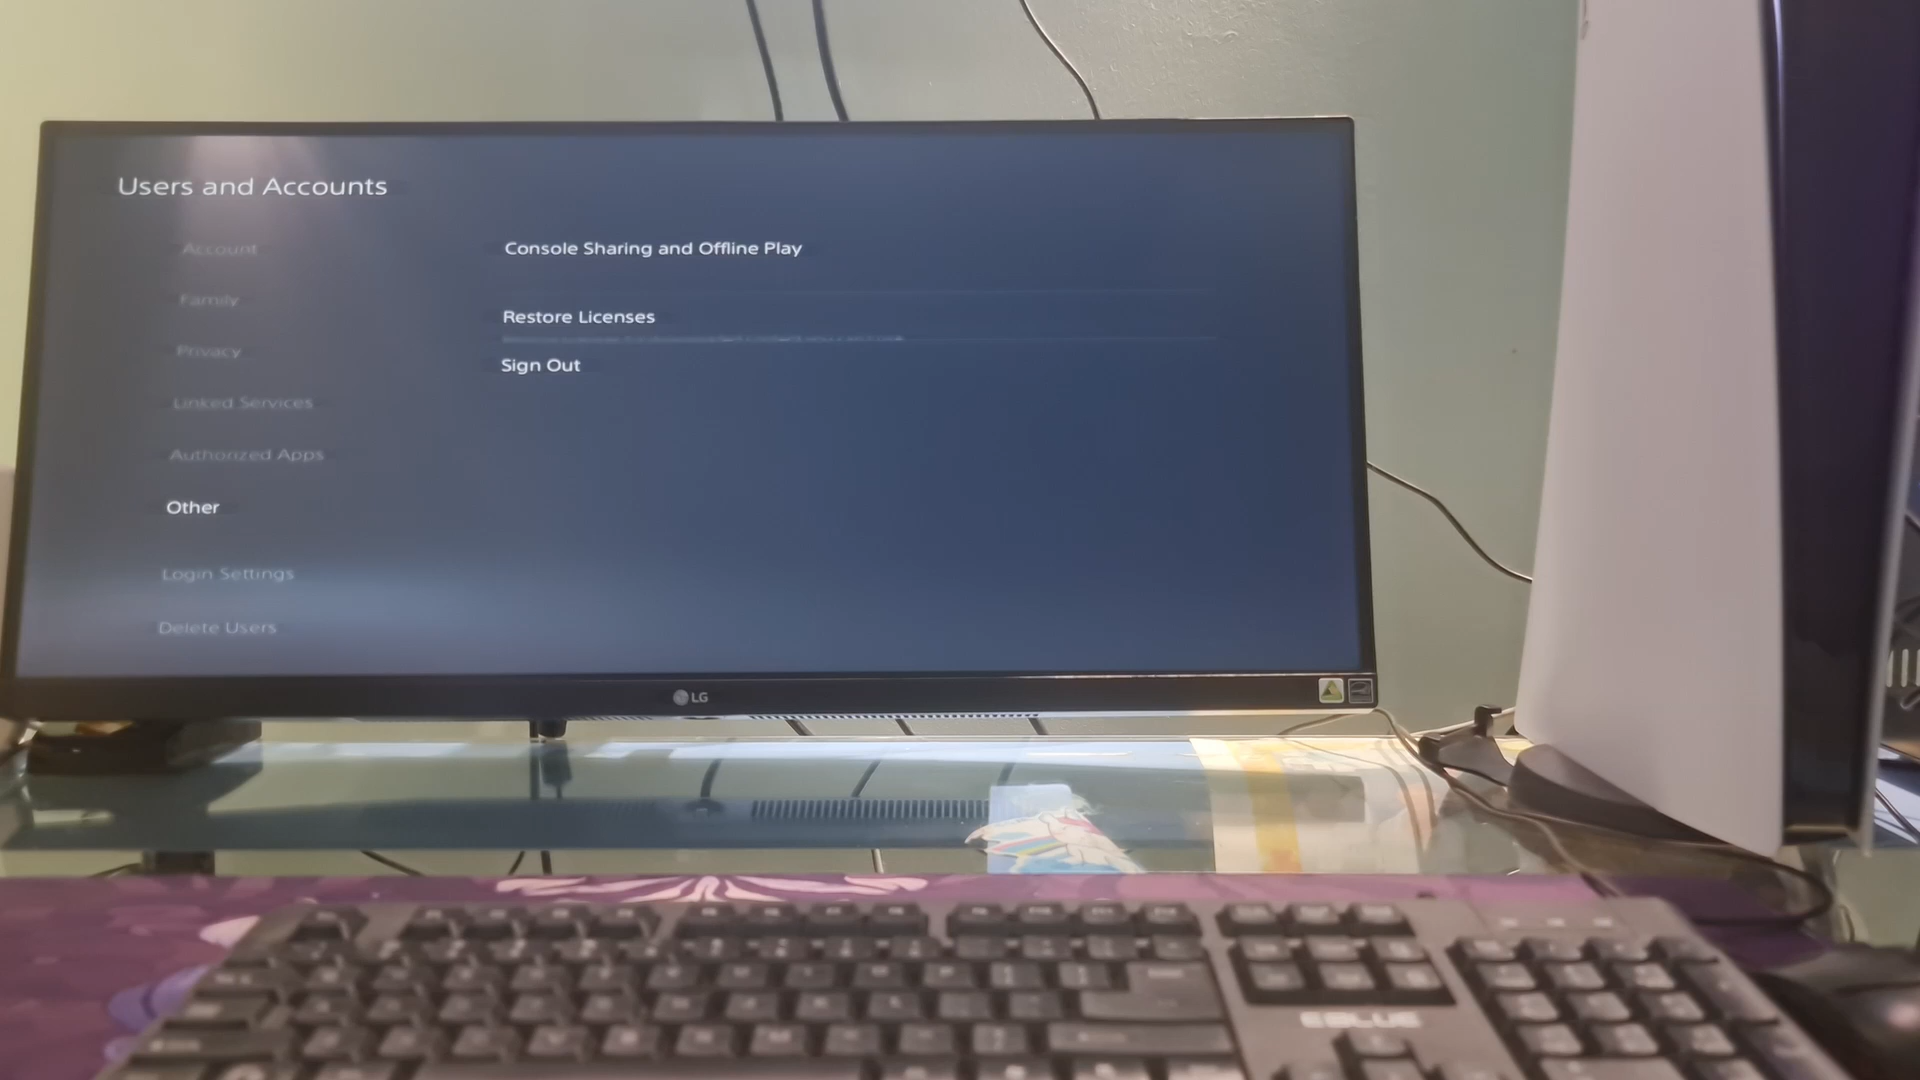 Users and Accounts
Account
Family
Privacy
Linked Services
Authorized Apps
Other
Login Settings
Delete Users
Console Sharing and Offline Play
Restore Licenses
Sign Out
LG
EBLUE